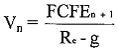 Vn = FCFEn + 1
Re - g